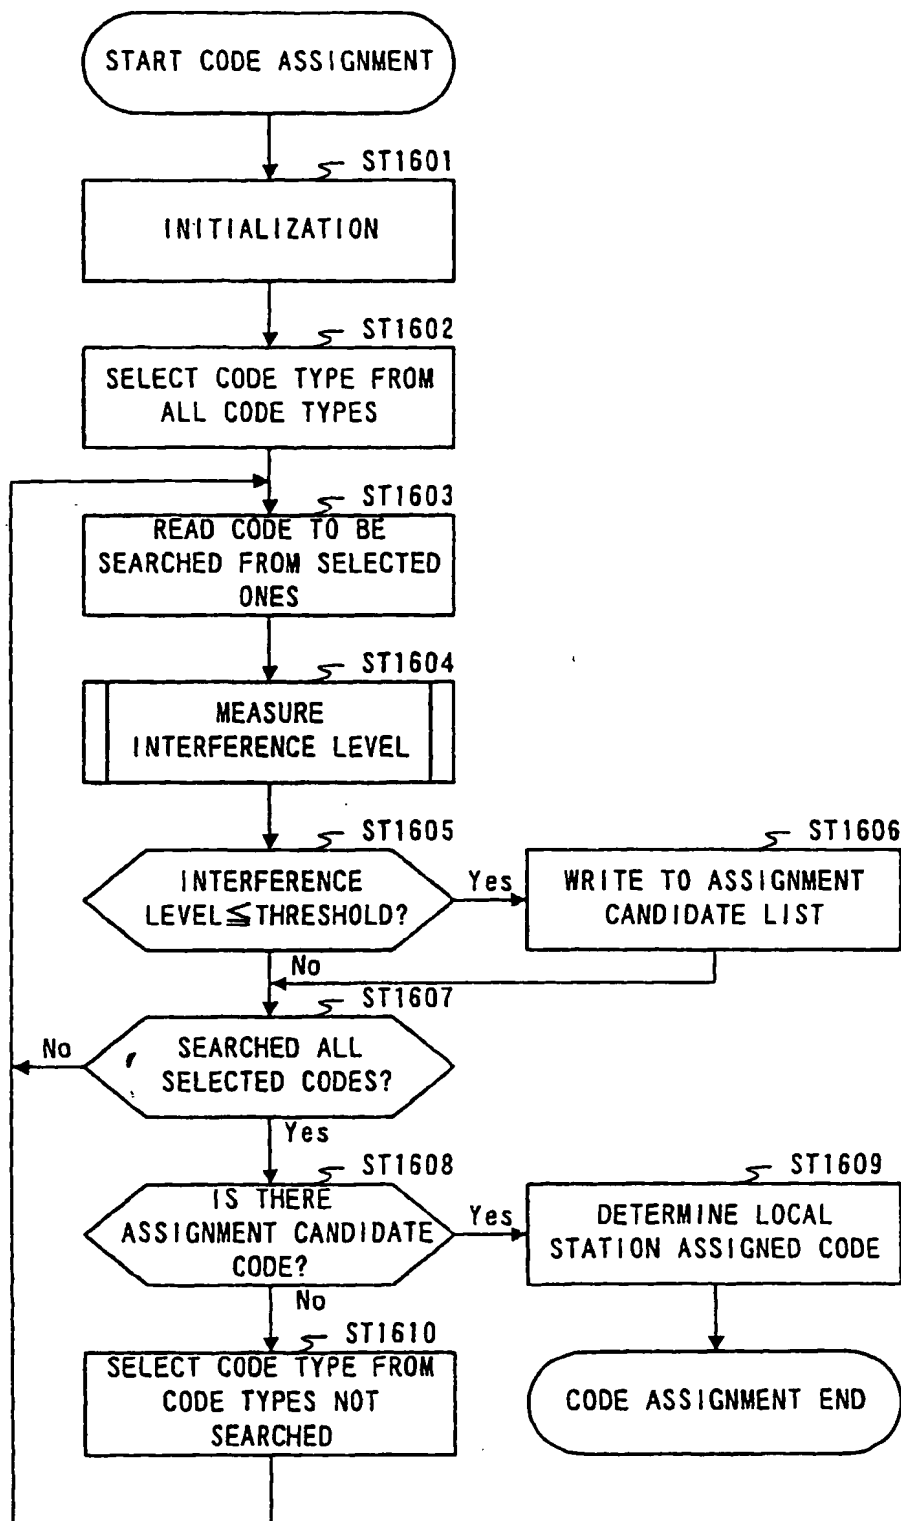 START CODE ASSIGNMENT
ST1601
INITIALIZATION
ST1602
SELECT CODE TYPE FROM
ALL CODE TYPES
ST1603
READ CODE TO BE
SEARCHED FROM SELECTED
ONES
ST1604
MEASURE
INTERFERENCE LEVEL
ST1605
INTERFERENCE
LEVEL≦THRESHOLD?
Yes
ST1606
WRITE TO ASSIGNMENT
CANDIDATE LIST
No
ST1607
SEARCHED ALL
SELECTED CODES?
No
Yes
ST1608
IS THERE
ASSIGNMENT CANDIDATE
CODE?
Yes
ST1609
DETERMINE LOCAL
STATION ASSIGNED CODE
No
ST1610
SELECT CODE TYPE FROM
CODE TYPES NOT
SEARCHED
CODE ASSIGNMENT END